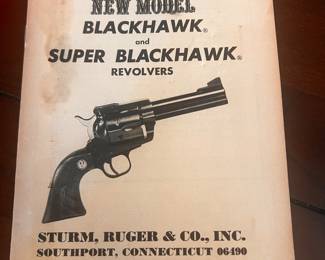 NEW MODEL
BLACKHAWK®
and
SUPER BLACKHAWK®
REVOLVERS
STURM, RUGER & CO., INC.
SOUTHPORT, CONNECTICUT 06490